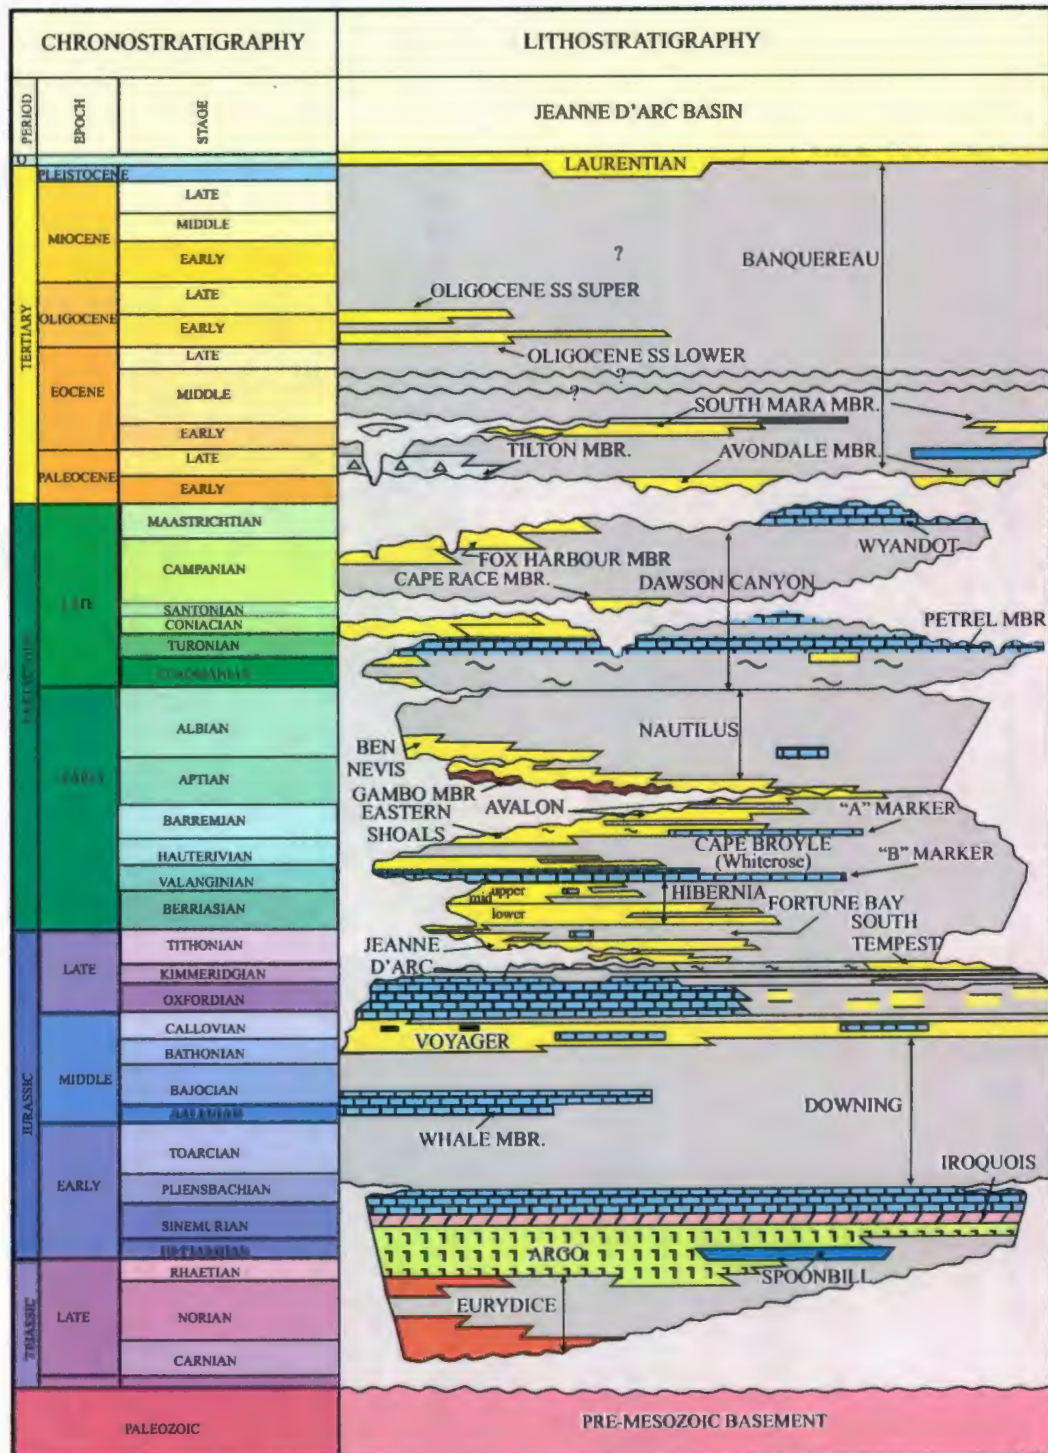 CHRONOSTRATIGRAPHY
LITHOSTRATIGRAPHY
PERIOD
EPOCH
STAGE
JEANNE D'ARC BASIN
LAURENTIAN
PLEISTOCENE
TERTIARY
MIOCENE
LATE
MIDDLE
EARLY
?
BANQUEREAU
OLIGOCENE
LATE
EARLY
OLIGOCENE SS SUPER
OLIGOCENE SS LOWER
EOCENE
LATE
MIDDLE
EARLY
?
?
SOUTH MARA MBR.
PALEOCENE
LATE
EARLY
TILTON MBR.
AVONDALE MBR.
MAASTRICHTIAN
CAMPANIAN
SANTONIAN
CONIACIAN
TURONIAN
WYANDOT
FOX HARBOUR MBR
CAPE RACE MBR.
DAWSON CANYON
PETREL MBR
ALBIAN
APTIAN
BARREMIAN
HAUTERIVIAN
VALANGINIAN
BERRIASIAN
NAUTILUS
BEN
NEVIS
GAMBO MBR
AVALON
EASTERN
SHOALS
"A" MARKER
CAPE BROYLE
(Whiterose)
"B" MARKER
upper
mid
lower
HIBERNIA
FORTUNE BAY
SOUTH
TEMPEST
JEANNE
D'ARC
JURASSIC
LATE
TITHONIAN
KIMMERIDGIAN
OXFORDIAN
MIDDLE
CALLOVIAN
BATHONIAN
BAJOCIAN
VOYAGER
DOWNING
WHALE MBR.
EARLY
TOARCIAN
PLIENSBACHIAN
SINEMURIAN
IROQUOIS
ARGO
SPOONBILL
TRIASSIC
LATE
RHAETIAN
NORIAN
CARNIAN
EURYDICE
PALEOZOIC
PRE-MESOZOIC BASEMENT